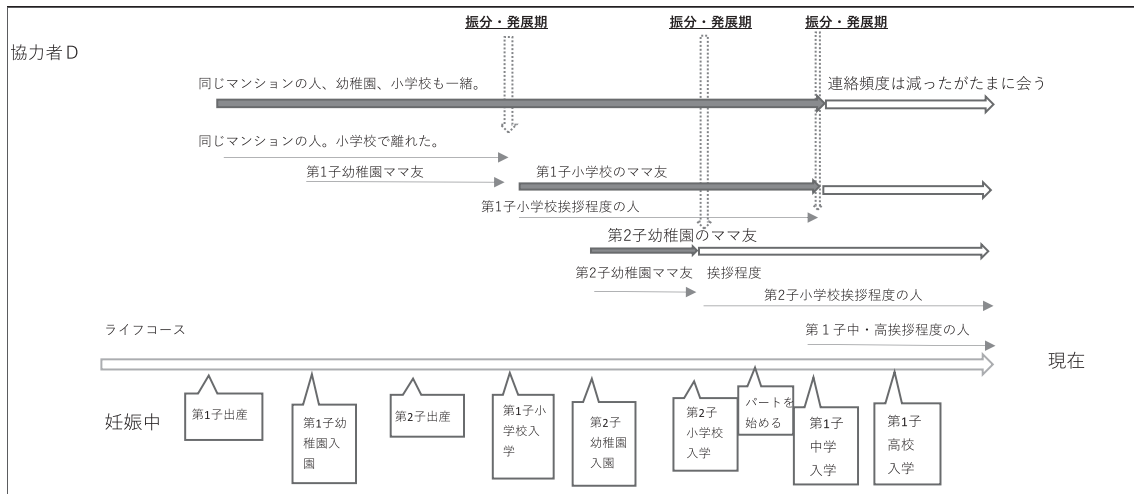 振分・発展期
振分・発展期
振分・発展期
協力者D
同じマンションの人、幼稚園、小学校も一緒。
連絡頻度は減ったがたまに会う
同じマンションの人。小学校で離れた。
第1子幼稚園ママ友
第1子小学校のママ友
第1子小学校挨拶程度の人
第2子幼稚園のママ友
第2子幼稚園ママ友　挨拶程度
第2子小学校挨拶程度の人
第１子中・高挨拶程度の人
ライフコース
現在
妊娠中
第1子出産
第1子幼
稚園入
園
第2子出産
第1子小
学校入
学
第2子
幼稚園
入園
第2子
小学校
入学
パートを
始める
第1子
中学
入学
第1子
高校
入学